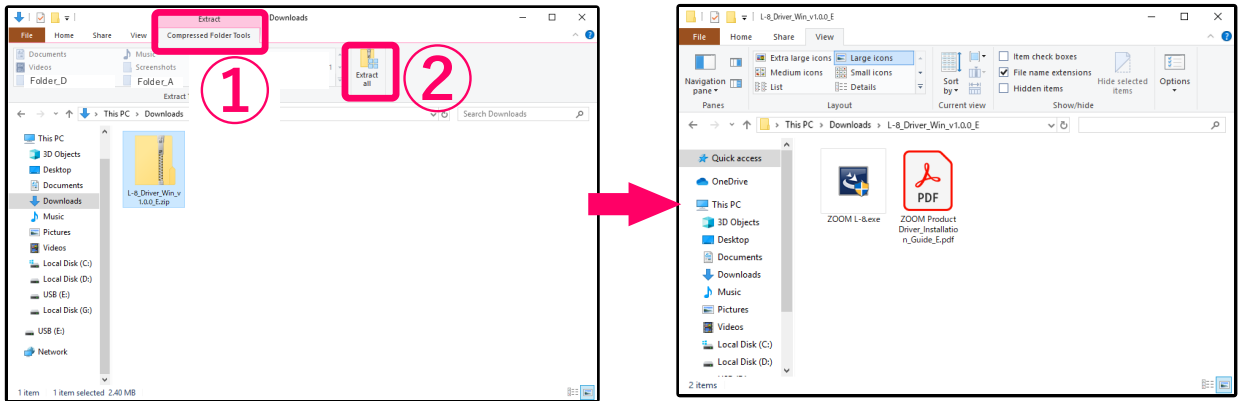 Extract
Downloads
File Home Share View Compressed Folder Tools
Documents Music
Videos Screenshots 1
Folder_D Folder_A
Extract
all
Extract
①
②
This PC > Downloads
Search Downloads
This PC
3D Objects
Desktop
Documents
Downloads
Music
Pictures
Videos
Local Disk (C:)
Local Disk (D:)
USB (E:)
Local Disk (G:)
USB (E:)
Network
L-8_Driver_Win_v
1.0.0_E.zip
1 item 1 item selected 2.40 MB
L-8_Driver_Win_v1.0.0_E
File Home Share View
Navigation
pane
Extra large icons Large icons
Medium icons Small icons
List Details
Sort
by
Item check boxes
File name extensions
Hidden items
Hide selected
items
Options
Panes Layout Current view Show/hide
This PC > Downloads > L-8_Driver_Win_v1.0.0_E
Quick access
OneDrive
This PC
3D Objects
Desktop
Documents
Downloads
Music
Pictures
Videos
Local Disk (C:)
Local Disk (D:)
ZOOM L-8.exe
PDF
ZOOM Product
Driver_Installatio
n_Guide_E.pdf
2 items